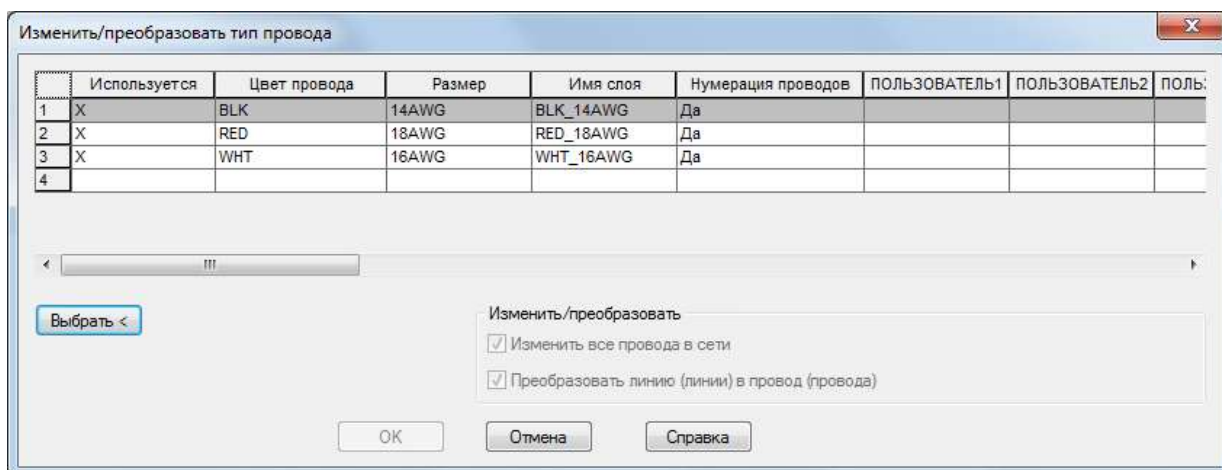 Изменить/преобразовать тип провода
Используется Цвет провода Размер Имя слоя Нумерация проводов ПОЛЬЗОВАТЕЛЬ1 ПОЛЬЗОВАТЕЛЬ2 ПОЛЬ
1 X BLK 14AWG BLK_14AWG Да
2 X RED 18AWG RED_18AWG Да
3 X WHT 16AWG WHT_16AWG Да
4
Выбрать <
Изменить/преобразовать
Изменить все провода в сети
Преобразовать линию (линии) в провод (провода)
OK Отмена Справка